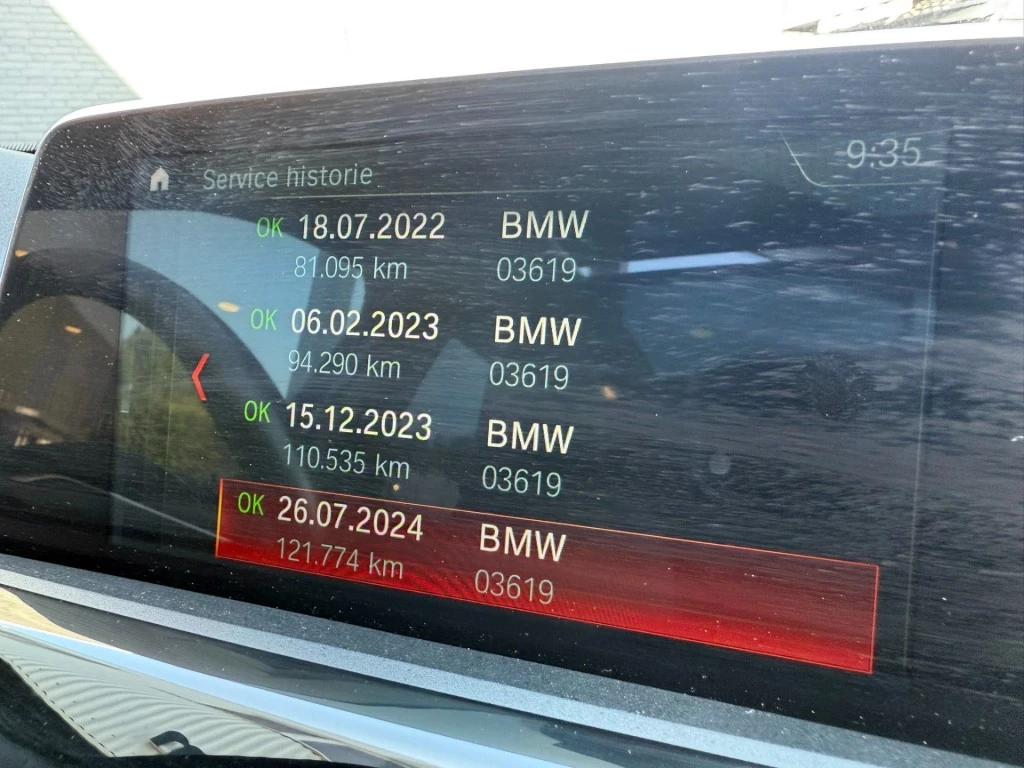 9:35
Service historie
OK 18.07.2022 BMW
81.095 km 03619
OK 06.02.2023 BMW
94.290 km 03619
OK 15.12.2023 BMW
110.535 km 03619
OK 26.07.2024 BMW
121.774 km 03619